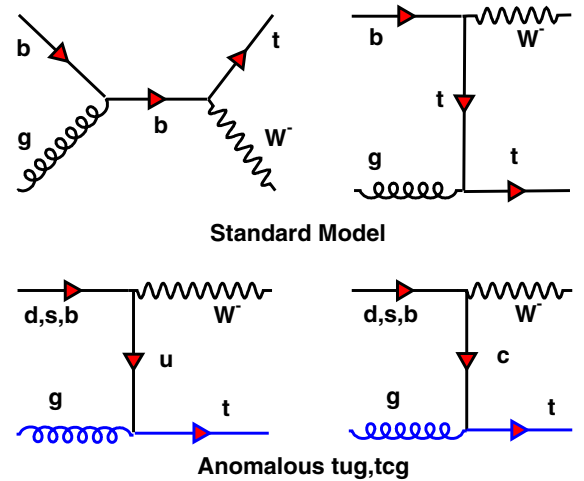 b
t
g
b
W-
b
W-
t
g
t
Standard Model
d,s,b
W-
u
g
t
d,s,b
W-
c
g
t
Anomalous tug,tcg